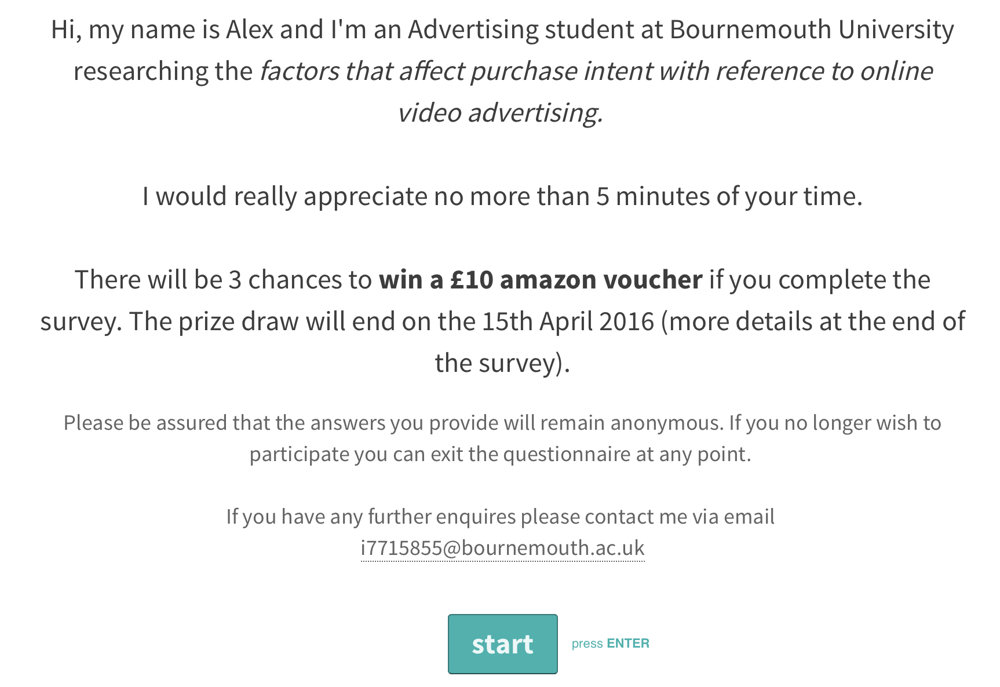 Hi, my name is Alex and I'm an Advertising student at Bournemouth University
researching the factors that affect purchase intent with reference to online
video advertising.
I would really appreciate no more than 5 minutes of your time.
There will be 3 chances to win a £10 amazon voucher if you complete the
survey. The prize draw will end on the 15th April 2016 (more details at the end of
the survey).
Please be assured that the answers you provide will remain anonymous. If you no longer wish to
participate you can exit the questionnaire at any point.
If you have any further enquires please contact me via email
i7715855@bournemouth.ac.uk
start press ENTER